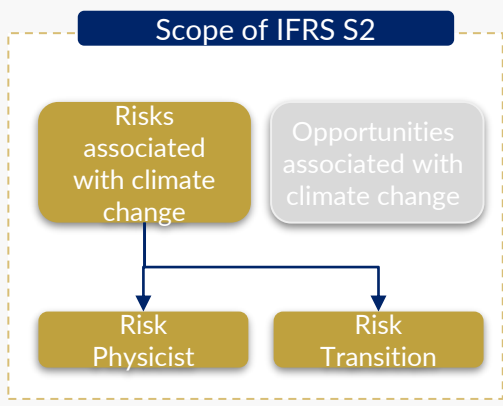 Scope of IFRS S2
Risks
associated
with climate
change
Opportunities
associated with
climate change
Risk
Physicist
Risk
Transition